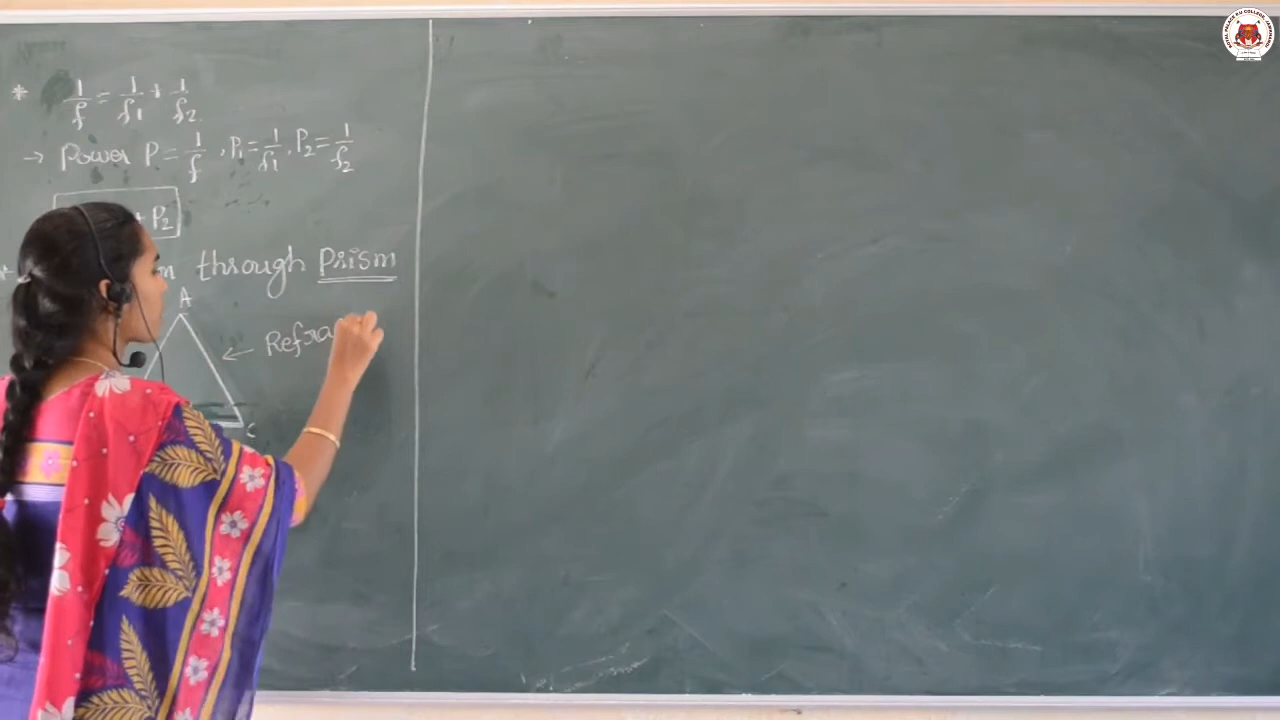 * 1/f = 1/f1 + 1/f2.
→ Power P = 1/f , P1 = 1/f1 , P2 = 1/f2
+ P2
through Prism
A
← Refra
C